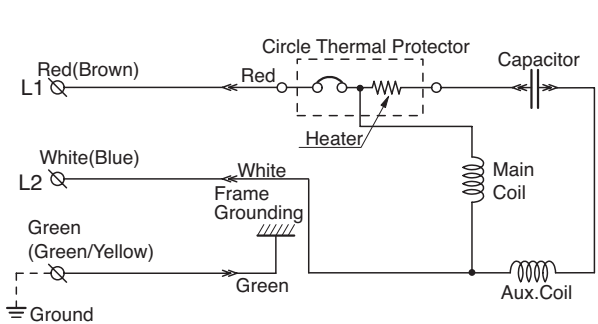 Circle Thermal Protector
Capacitor
Red(Brown)
Red
L1
Heater
White(Blue)
White
L2
Main
Coil
Frame
Grounding
Green
(Green/Yellow)
Green
Aux.Coil
Ground